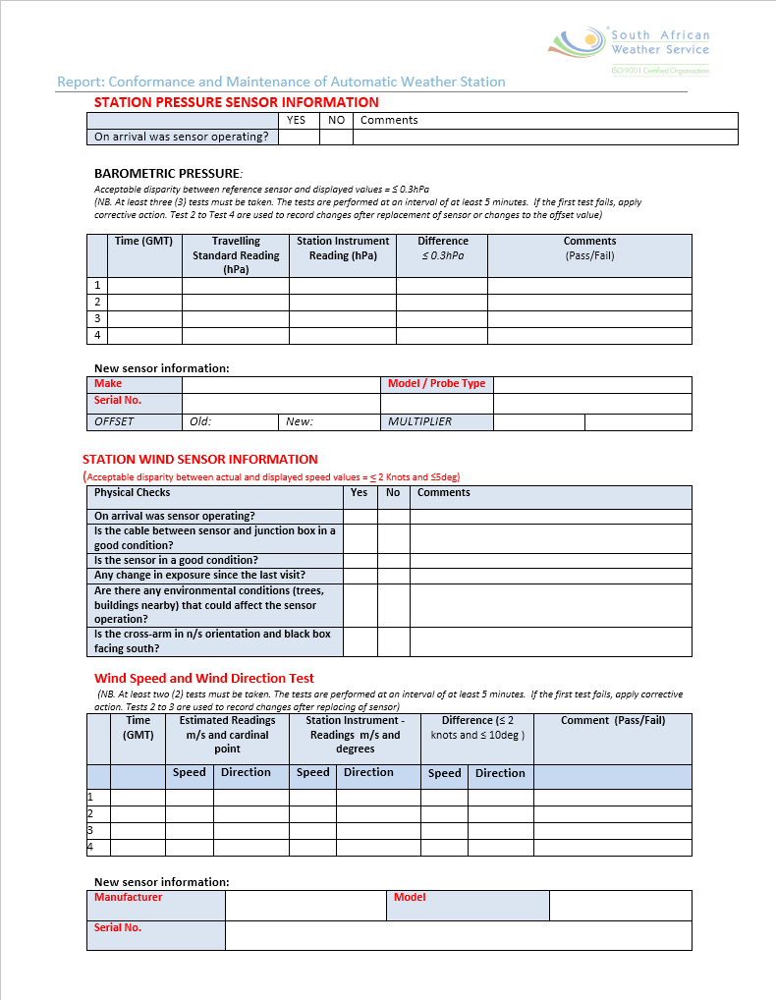 South African
Weather Service
ISO 9001 Certified Organisation
Report: Conformance and Maintenance of Automatic Weather Station
STATION PRESSURE SENSOR INFORMATION
YES NO Comments
On arrival was sensor operating?
BAROMETRIC PRESSURE:
Acceptable disparity between reference sensor and displayed values = ≤ 0.3hPa
(NB. At least three (3) tests must be taken. The tests are performed at an interval of at least 5 minutes. If the first test fails, apply
corrective action. Test 2 to Test 4 are used to record changes after replacement of sensor or changes to the offset value)
Time (GMT) Travelling Station Instrument Difference Comments
Standard Reading Reading (hPa) ≤ 0.3hPa (Pass/Fail)
(hPa)
1
2
3
4
New sensor information:
Make Model / Probe Type
Serial No.
OFFSET Old: New: MULTIPLIER
STATION WIND SENSOR INFORMATION
(Acceptable disparity between actual and displayed speed values = ≤ 2 Knots and ≤5deg)
Physical Checks Yes No Comments
On arrival was sensor operating?
Is the cable between sensor and junction box in a
good condition?
Is the sensor in a good condition?
Any change in exposure since the last visit?
Are there any environmental conditions (trees,
buildings nearby) that could affect the sensor
operation?
Is the cross-arm in n/s orientation and black box
facing south?
Wind Speed and Wind Direction Test
(NB. At least two (2) tests must be taken. The tests are performed at an interval of at least 5 minutes. If the first test fails, apply corrective
action. Tests 2 to 3 are used to record changes after replacing of sensor)
Time Estimated Readings Station Instrument - Difference (≤ 2 Comment (Pass/Fail)
(GMT) m/s and cardinal Readings m/s and knots and ≤ 10deg )
point degrees
Speed Direction Speed Direction Speed Direction
1
2
3
4
New sensor information:
Manufacturer Model
Serial No.